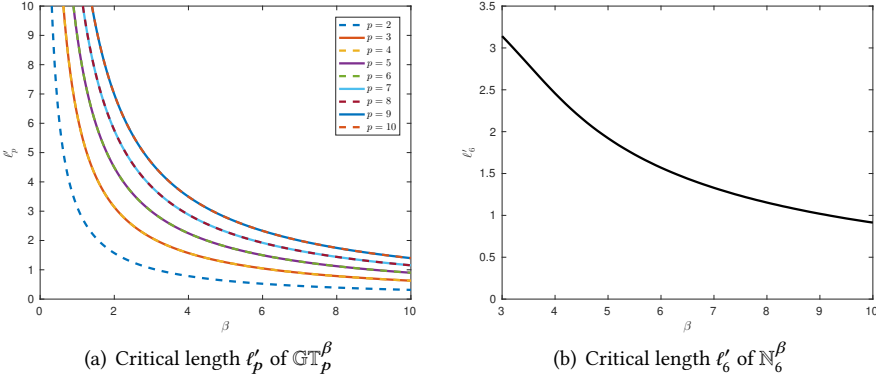 10
9
8
7
6
5
4
3
2
1
0
ℓ′ₚ
0 2 4 6 8 10
β
p = 2
p = 3
p = 4
p = 5
p = 6
p = 7
p = 8
p = 9
p = 10
(a) Critical length ℓ′ₚ of 𝔾𝕋ₚᵝ
3.5
3
2.5
2
1.5
1
0.5
0
ℓ′₆
3 4 5 6 7 8 9 10
β
(b) Critical length ℓ′₆ of ℕ₆ᵝ